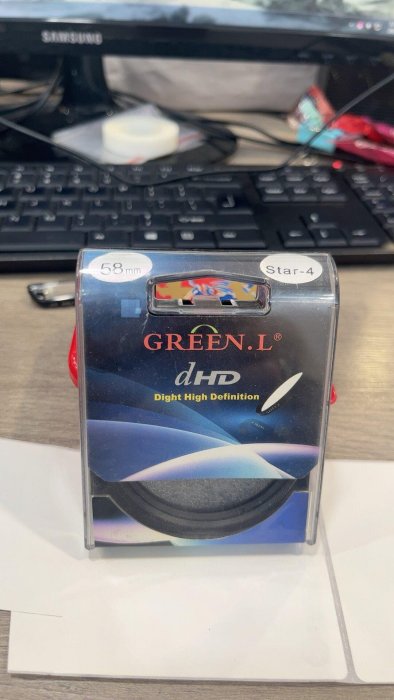 SAMSUNG
58mm
Star-4
GREEN.L®
dHD
Dight High Definition